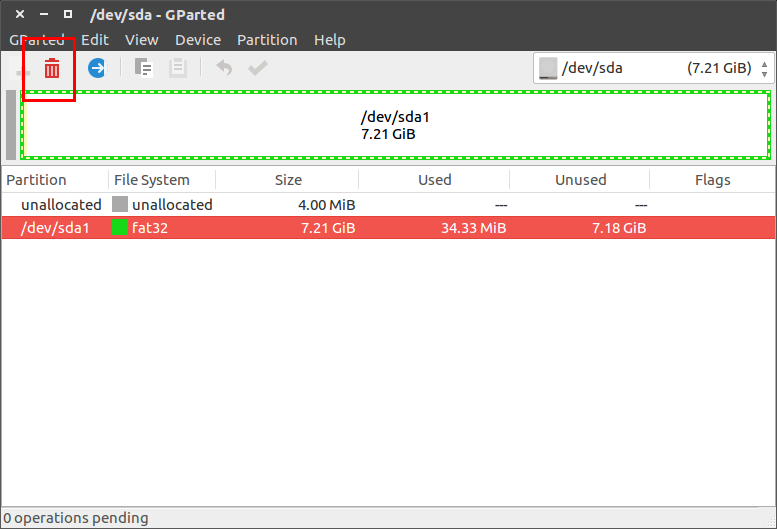 /dev/sda - GParted
GParted Edit View Device Partition Help
/dev/sda (7.21 GiB)
/dev/sda1
7.21 GiB
Partition File System Size Used Unused Flags
unallocated unallocated 4.00 MiB --- ---
/dev/sda1 fat32 7.21 GiB 34.33 MiB 7.18 GiB
0 operations pending